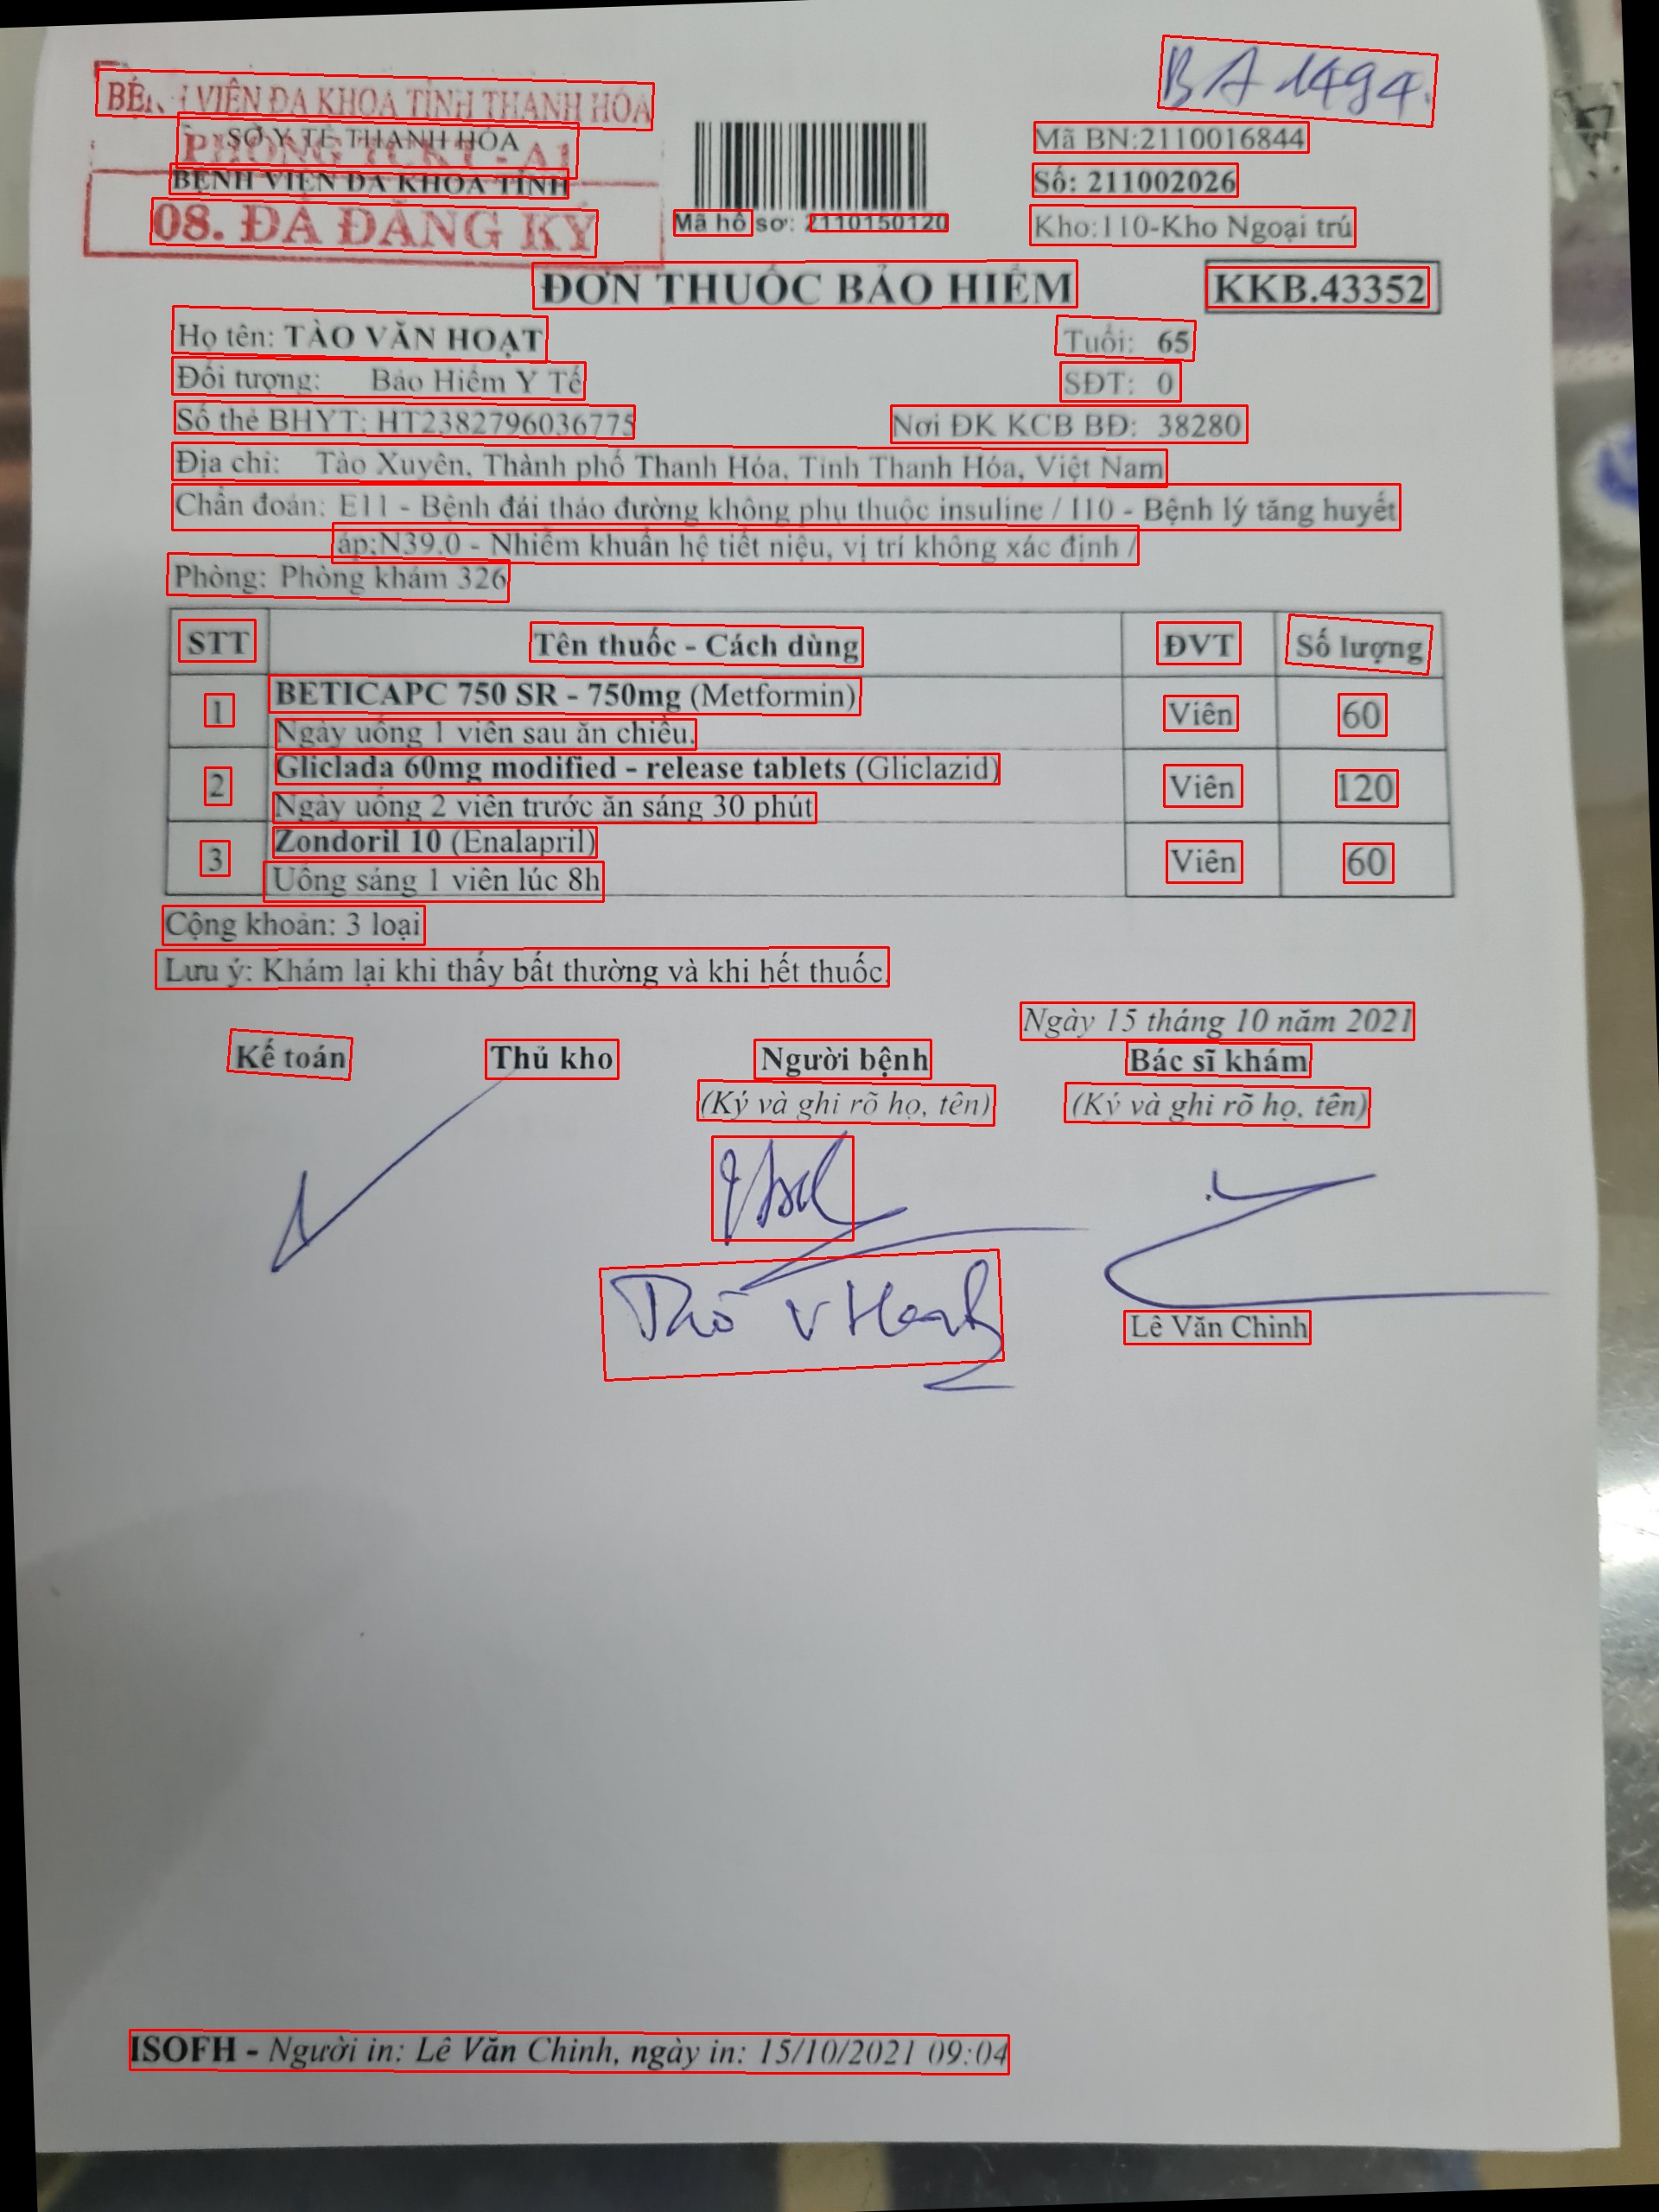 BỆNH VIỆN ĐA KHOA TỈNH THANH HÓA
BA 1494
SỞ Y TẾ THANH HÓA
PHÒNG TCKT - A1
Mã BN:2110016844
BỆNH VIỆN ĐA KHOA TỈNH
Số: 211002026
08. ĐÃ ĐĂNG KÝ
Mã hồ sơ: 2110150120
Kho:110-Kho Ngoại trú
ĐƠN THUỐC BẢO HIỂM
KKB.43352
Họ tên: TÀO VĂN HOẠT Tuổi: 65
Đối tượng: Bảo Hiểm Y Tế SĐT: 0
Số thẻ BHYT: HT2382796036775 Nơi ĐK KCB BĐ: 38280
Địa chỉ: Tào Xuyên, Thành phố Thanh Hóa, Tỉnh Thanh Hóa, Việt Nam
Chẩn đoán: E11 - Bệnh đái tháo đường không phụ thuộc insuline / I10 - Bệnh lý tăng huyết
áp;N39.0 - Nhiễm khuẩn hệ tiết niệu, vị trí không xác định /
Phòng: Phòng khám 326
STT Tên thuốc - Cách dùng ĐVT Số lượng
1 BETICAPC 750 SR - 750mg (Metformin) Viên 60
Ngày uống 1 viên sau ăn chiều.
2 Gliclada 60mg modified - release tablets (Gliclazid) Viên 120
Ngày uống 2 viên trước ăn sáng 30 phút
3 Zondoril 10 (Enalapril) Viên 60
Uống sáng 1 viên lúc 8h
Cộng khoản: 3 loại
Lưu ý: Khám lại khi thấy bất thường và khi hết thuốc.
Ngày 15 tháng 10 năm 2021
Kế toán Thủ kho Người bệnh Bác sĩ khám
(Ký và ghi rõ họ, tên) (Ký và ghi rõ họ, tên)
Lê Văn Chinh
ISOFH - Người in: Lê Văn Chinh, ngày in: 15/10/2021 09:04